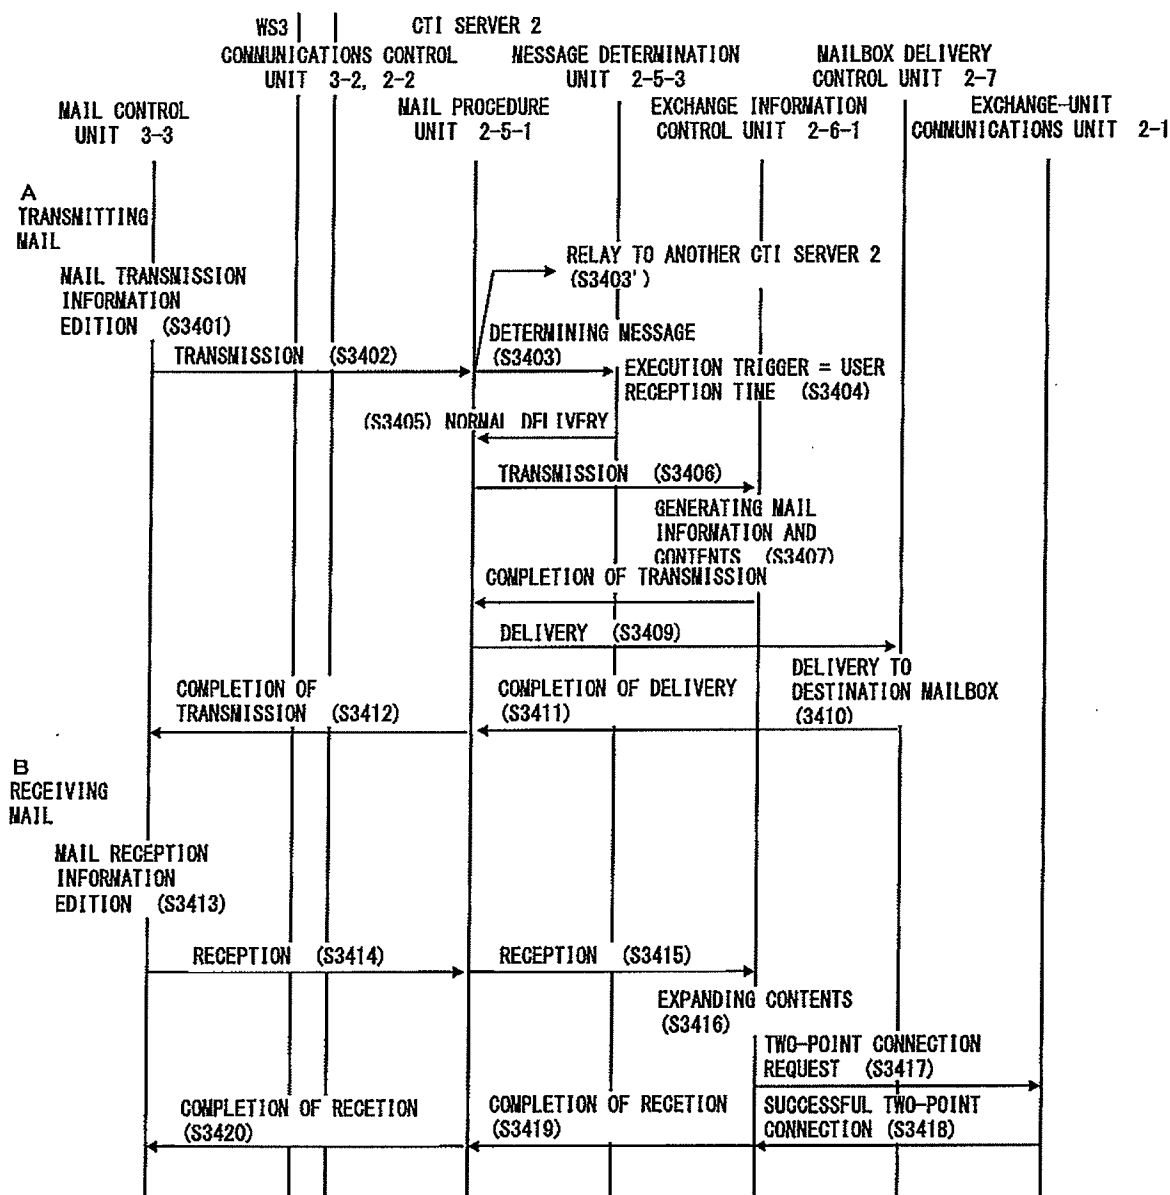 WS3
CTI SERVER 2
COMMUNICATIONS CONTROL
UNIT 3-2, 2-2
MESSAGE DETERMINATION
UNIT 2-5-3
MAILBOX DELIVERY
CONTROL UNIT 2-7
MAIL CONTROL
UNIT 3-3
MAIL PROCEDURE
UNIT 2-5-1
EXCHANGE INFORMATION
CONTROL UNIT 2-6-1
EXCHANGE-UNIT
COMMUNICATIONS UNIT 2-1
A
TRANSMITTING
MAIL
MAIL TRANSMISSION
INFORMATION
EDITION (S3401)
RELAY TO ANOTHER CTI SERVER 2
(S3403')
TRANSMISSION (S3402)
DETERMINING MESSAGE
(S3403)
EXECUTION TRIGGER = USER
RECEPTION TIME (S3404)
(S3405) NORMAL DELIVERY
TRANSMISSION (S3406)
GENERATING MAIL
INFORMATION AND
CONTENTS (S3407)
COMPLETION OF TRANSMISSION
DELIVERY (S3409)
DELIVERY TO
DESTINATION MAILBOX
(3410)
COMPLETION OF DELIVERY
(S3411)
COMPLETION OF
TRANSMISSION (S3412)
B
RECEIVING
MAIL
MAIL RECEPTION
INFORMATION
EDITION (S3413)
RECEPTION (S3414)
RECEPTION (S3415)
EXPANDING CONTENTS
(S3416)
TWO-POINT CONNECTION
REQUEST (S3417)
SUCCESSFUL TWO-POINT
CONNECTION (S3418)
COMPLETION OF RECETION
(S3419)
COMPLETION OF RECETION
(S3420)